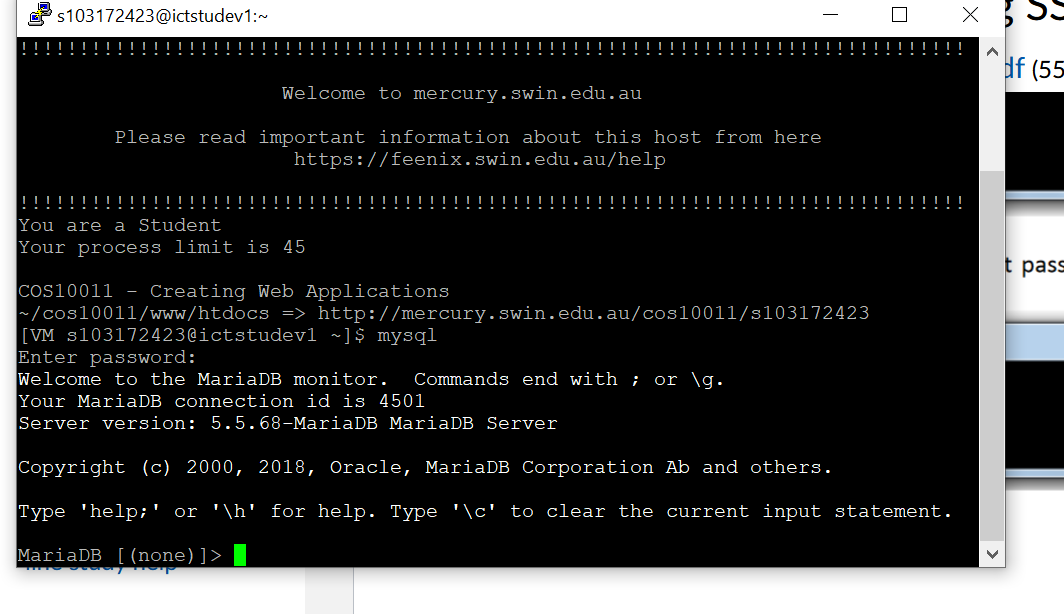 s103172423@ictstudev1:~
!!!!!!!!!!!!!!!!!!!!!!!!!!!!!!!!!!!!!!!!!!!!!!!!!!!!!!!!!!!!!!!!!!!!!!!!!!!!!!!
Welcome to mercury.swin.edu.au
Please read important information about this host from here
https://feenix.swin.edu.au/help
!!!!!!!!!!!!!!!!!!!!!!!!!!!!!!!!!!!!!!!!!!!!!!!!!!!!!!!!!!!!!!!!!!!!!!!!!!!!!!!
You are a Student
Your process limit is 45
COS10011 - Creating Web Applications
~/cos10011/www/htdocs => http://mercury.swin.edu.au/cos10011/s103172423
[VM s103172423@ictstudev1 ~]$ mysql
Enter password:
Welcome to the MariaDB monitor.  Commands end with ; or \g.
Your MariaDB connection id is 4501
Server version: 5.5.68-MariaDB MariaDB Server
Copyright (c) 2000, 2018, Oracle, MariaDB Corporation Ab and others.
Type 'help;' or '\h' for help. Type '\c' to clear the current input statement.
MariaDB [(none)]>
df (55
t pass